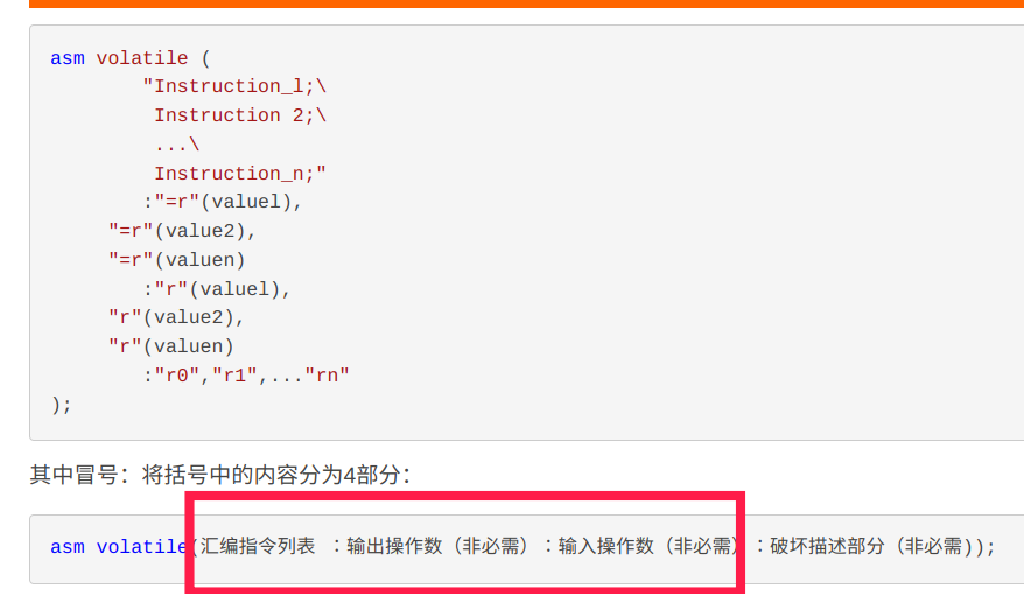 asm volatile (
"Instruction_l;\
Instruction 2;\
...\
Instruction_n;"
:"=r"(valuel),
"=r"(value2),
"=r"(valuen)
:"r"(valuel),
"r"(value2),
"r"(valuen)
:"r0","r1",..."rn"
);
其中冒号：将括号中的内容分为4部分：
asm volatile(汇编指令列表 ：输出操作数（非必需）：输入操作数（非必需）：破坏描述部分（非必需));